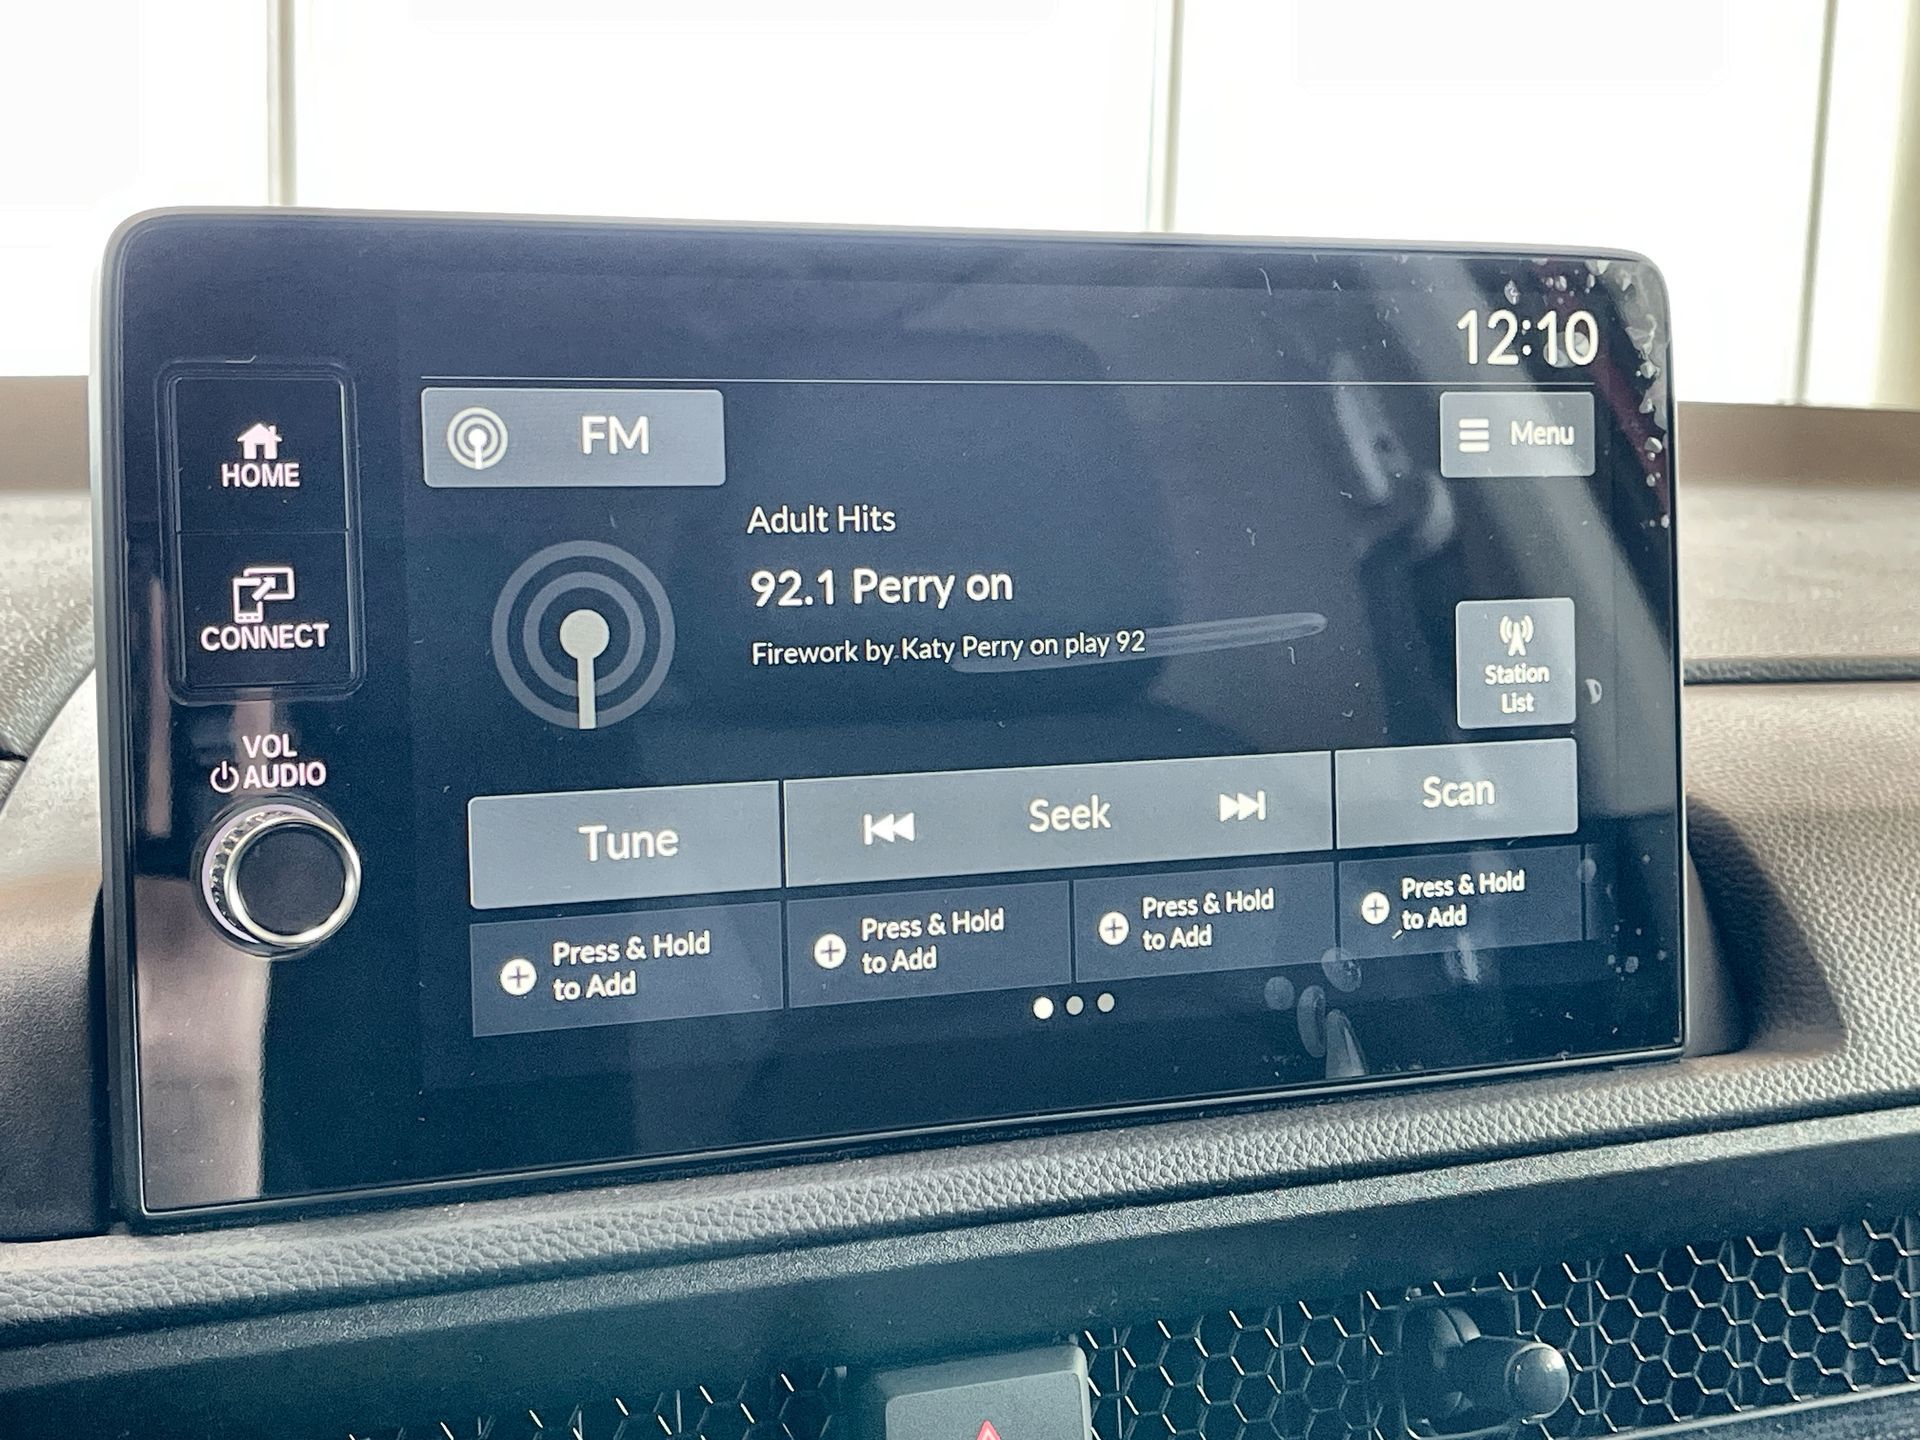 12:10
HOME
FM
Menu
Adult Hits
92.1 Perry on
Firework by Katy Perry on play 92
CONNECT
Station
List
VOL
AUDIO
Tune
Seek
Scan
Press & Hold
to Add
Press & Hold
to Add
Press & Hold
to Add
Press & Hold
to Add